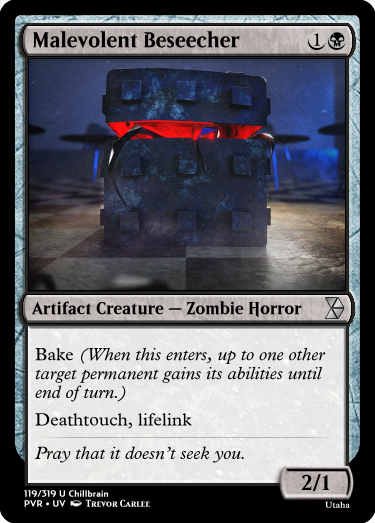 Malevolent Beseecher 1
Artifact Creature — Zombie Horror
Bake (When this enters, up to one other
target permanent gains its abilities until
end of turn.)
Deathtouch, lifelink
Pray that it doesn't seek you.
2/1
119/319 U Chillbrain
PVR • UV Trevor Carlee
Utaha